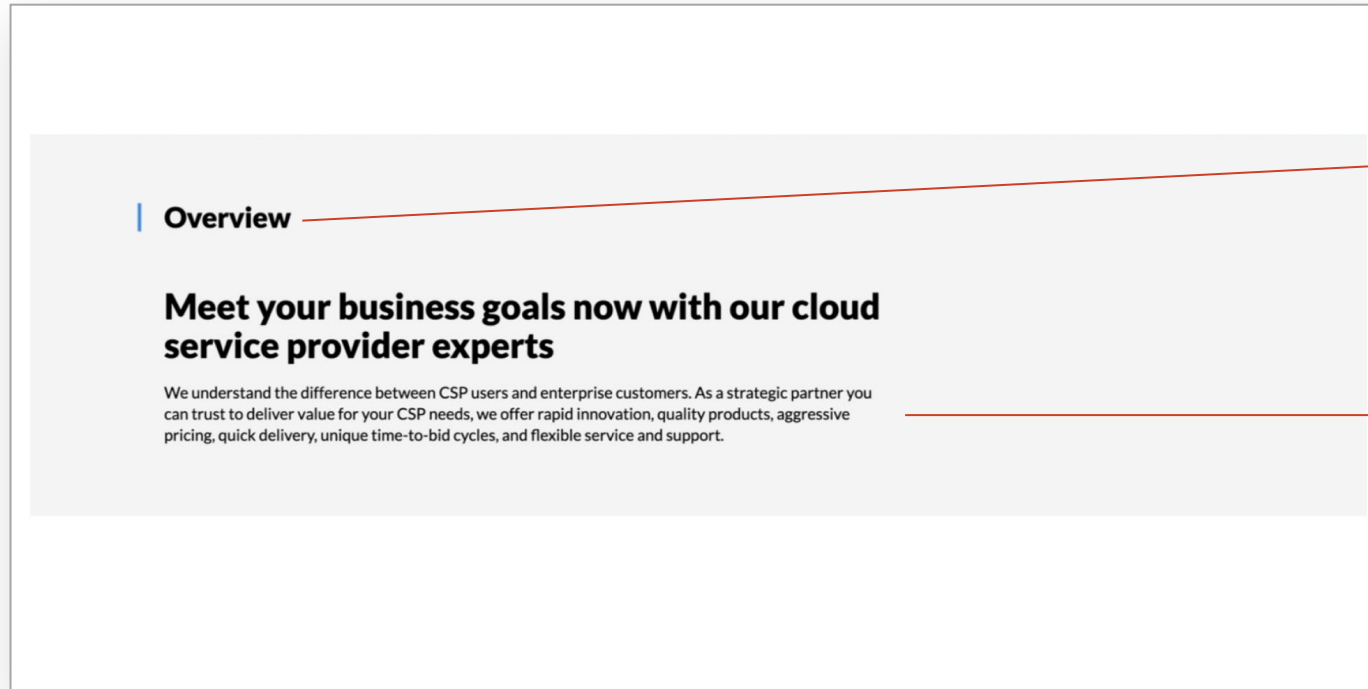 Overview
Meet your business goals now with our cloud
service provider experts
We understand the difference between CSP users and enterprise customers. As a strategic partner you
can trust to deliver value for your CSP needs, we offer rapid innovation, quality products, aggressive
pricing, quick delivery, unique time-to-bid cycles, and flexible service and support.